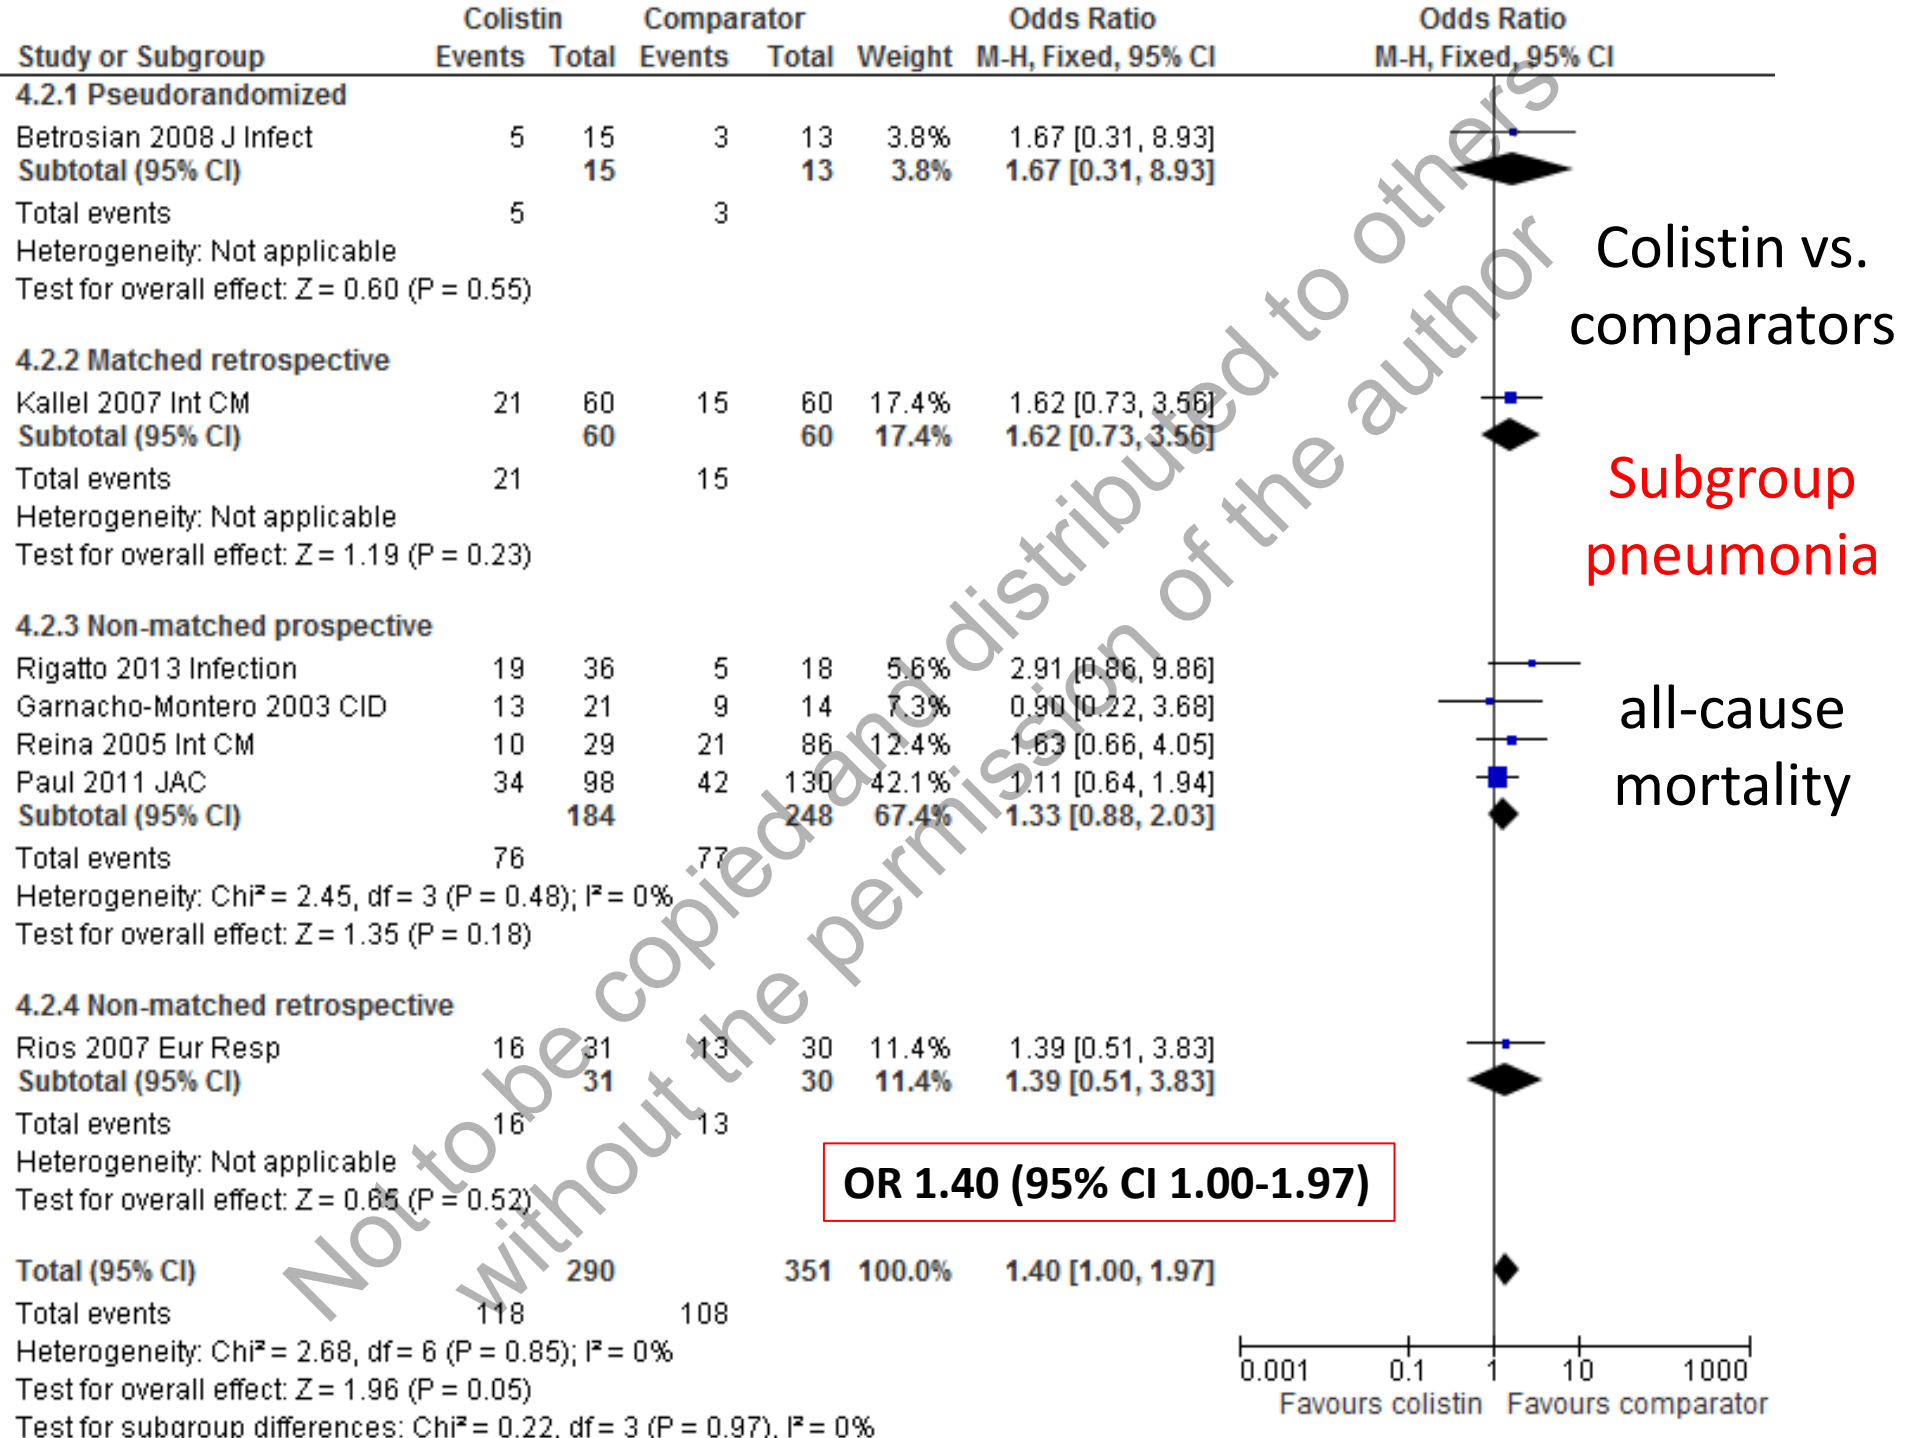 Colistin Comparator Odds Ratio Odds Ratio
Study or Subgroup Events Total Events Total Weight M-H, Fixed, 95% CI M-H, Fixed, 95% CI
4.2.1 Pseudorandomized
Betrosian 2008 J Infect 5 15 3 13 3.8% 1.67 [0.31, 8.93]
Subtotal (95% CI) 15 13 3.8% 1.67 [0.31, 8.93]
Total events 5 3
Heterogeneity: Not applicable
Test for overall effect: Z = 0.60 (P = 0.55)
4.2.2 Matched retrospective
Kallel 2007 Int CM 21 60 15 60 17.4% 1.62 [0.73, 3.56]
Subtotal (95% CI) 60 60 17.4% 1.62 [0.73, 3.56]
Total events 21 15
Heterogeneity: Not applicable
Test for overall effect: Z = 1.19 (P = 0.23)
4.2.3 Non-matched prospective
Rigatto 2013 Infection 19 36 5 18 5.6% 2.91 [0.86, 9.86]
Garnacho-Montero 2003 CID 13 21 9 14 7.3% 0.90 [0.22, 3.68]
Reina 2005 Int CM 10 29 21 86 12.4% 1.63 [0.66, 4.05]
Paul 2011 JAC 34 98 42 130 42.1% 1.11 [0.64, 1.94]
Subtotal (95% CI) 184 248 67.4% 1.33 [0.88, 2.03]
Total events 76 77
Heterogeneity: Chi² = 2.45, df = 3 (P = 0.48); I² = 0%
Test for overall effect: Z = 1.35 (P = 0.18)
4.2.4 Non-matched retrospective
Rios 2007 Eur Resp 16 31 13 30 11.4% 1.39 [0.51, 3.83]
Subtotal (95% CI) 31 30 11.4% 1.39 [0.51, 3.83]
Total events 16 13
Heterogeneity: Not applicable
Test for overall effect: Z = 0.65 (P = 0.52)
OR 1.40 (95% CI 1.00-1.97)
Total (95% CI) 290 351 100.0% 1.40 [1.00, 1.97]
Total events 118 108
Heterogeneity: Chi² = 2.68, df = 6 (P = 0.85); I² = 0%
Test for overall effect: Z = 1.96 (P = 0.05)
Test for subgroup differences: Chi² = 0.22, df = 3 (P = 0.97), I² = 0%
0.001 0.1 1 10 1000
Favours colistin Favours comparator
Colistin vs.
comparators
Subgroup
pneumonia
all-cause
mortality
Not to be copied and distributed to others
without the permission of the author